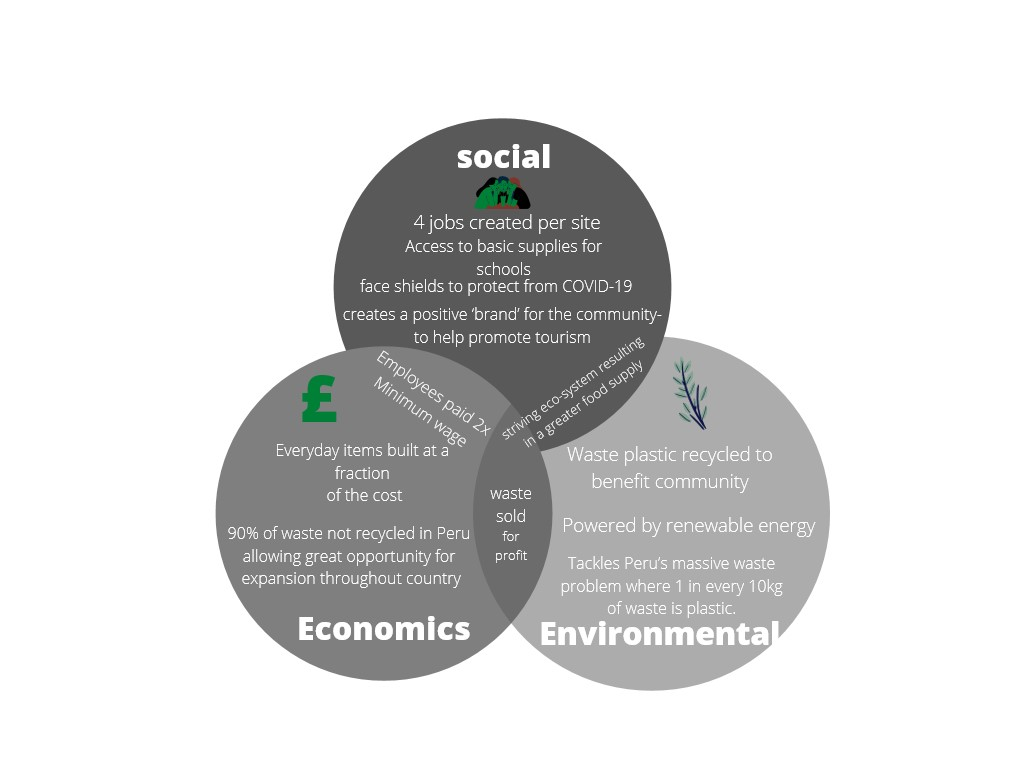 social
4 jobs created per site
Access to basic supplies for
schools
face shields to protect from COVID-19
creates a positive ‘brand’ for the community-
to help promote tourism
Employees paid 2x
Minimum wage
striving eco-system resulting
in a greater food supply
£
Everyday items built at a
fraction
of the cost
90% of waste not recycled in Peru
allowing great opportunity for
expansion throughout country
Economics
waste
sold
for
profit
Waste plastic recycled to
benefit community
Powered by renewable energy
Tackles Peru’s massive waste
problem where 1 in every 10kg
of waste is plastic.
Environmental